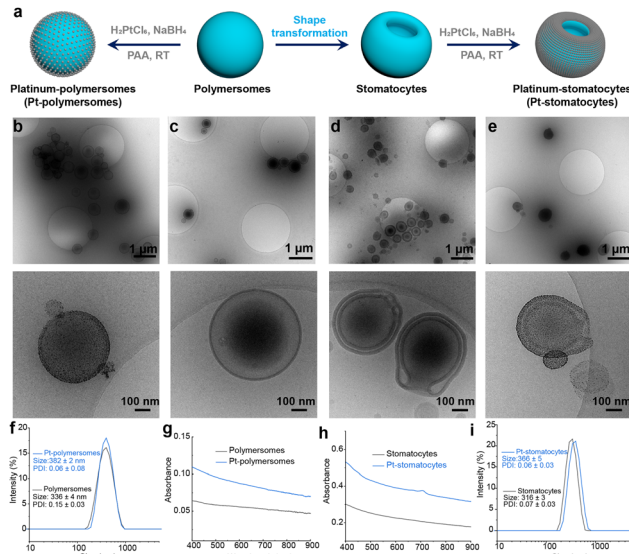 a
H₂PtCl₆, NaBH₄
PAA, RT
Shape
transformation
H₂PtCl₆, NaBH₄
PAA, RT
Platinum-polymersomes
(Pt-polymersomes)
Polymersomes
Stomatocytes
Platinum-stomatocytes
(Pt-stomatocytes)
b
c
d
e
1 µm
1 µm
1 µm
1 µm
100 nm
100 nm
100 nm
100 nm
f
Intensity (%)
25
20
15
10
5
0
Pt-polymersomes
Size:382 ± 2 nm
PDI: 0.06 ± 0.08
Polymersomes
Size: 336 ± 4 nm
PDI: 0.15 ± 0.03
10
100
1000
g
Absorbance
0.15
0.10
0.05
Polymersomes
Pt-polymersomes
400 500 600 700 800 900
h
Absorbance
0.6
0.4
0.2
Stomatocytes
Pt-stomatocytes
400 500 600 700 800 900
i
Intensity (%)
25
20
15
10
5
0
Pt-stomatocytes
Size:366 ± 5
PDI: 0.06 ± 0.03
Stomatocytes
Size: 316 ± 3
PDI: 0.07 ± 0.03
10
100
1000